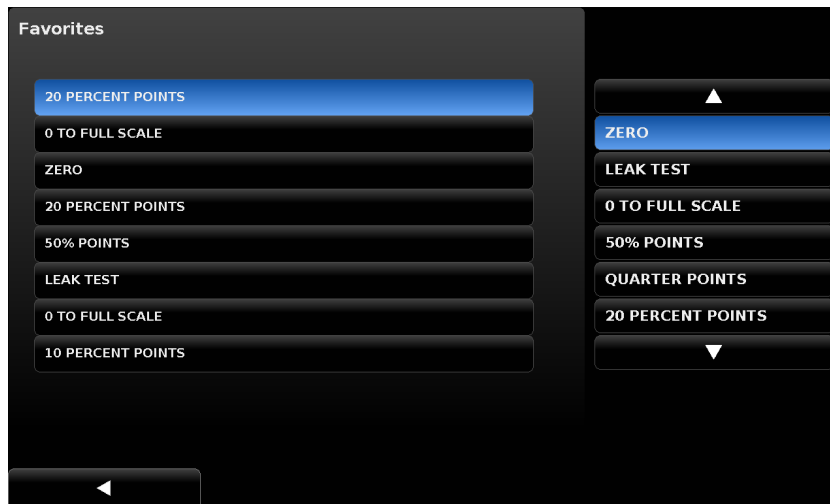 Favorites
20 PERCENT POINTS
0 TO FULL SCALE
ZERO
20 PERCENT POINTS
50% POINTS
LEAK TEST
0 TO FULL SCALE
10 PERCENT POINTS
ZERO
LEAK TEST
0 TO FULL SCALE
50% POINTS
QUARTER POINTS
20 PERCENT POINTS